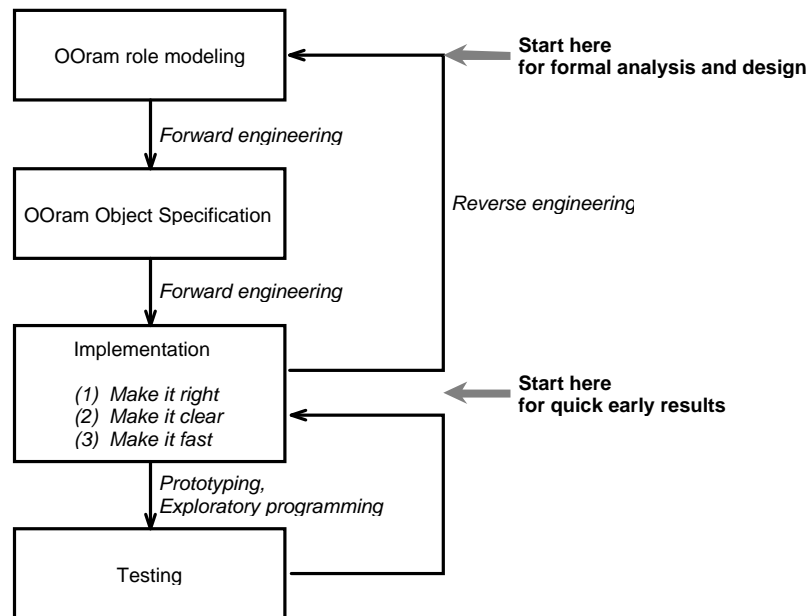 OOram role modeling
Start here
for formal analysis and design
Forward engineering
OOram Object Specification
Reverse engineering
Forward engineering
Implementation
(1) Make it right
(2) Make it clear
(3) Make it fast
Start here
for quick early results
Prototyping,
Exploratory programming
Testing